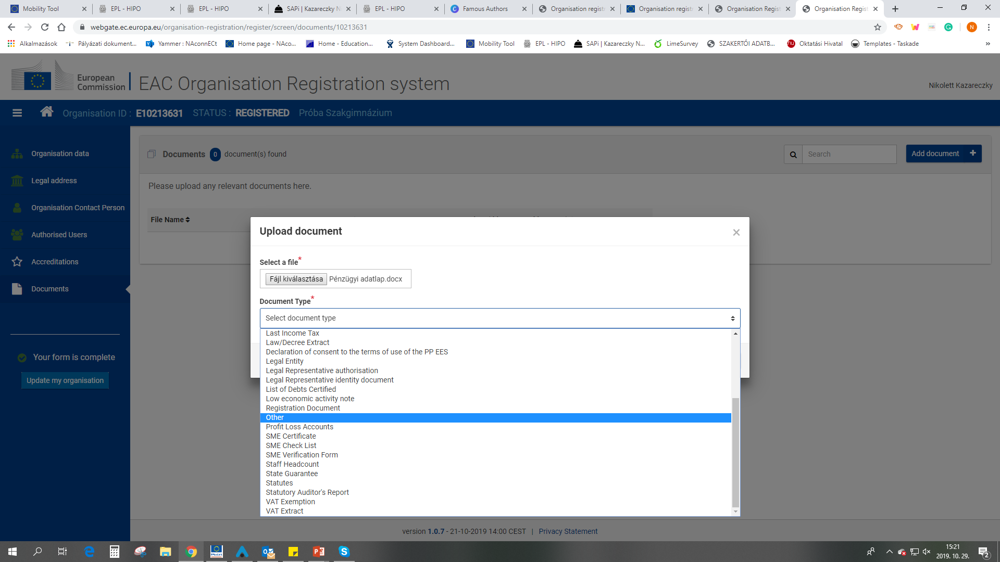 Mobility Tool
EPL - HIPO
EPL - HIPO
SAPi | Kazareczky N
EPL - HIPO
Famous Authors
Organisation registr
Organisation registr
Organisation Regist
Organisation Regist
webgate.ec.europa.eu/organisation-registration/register/screen/documents/10213631
N
Alkalmazások
Pályázati dokument...
Yammer : NAconnECt
Home page - NAco...
Home - Education...
System Dashboard...
Mobility Tool
EPL - HIPO
SAPi | Kazareczky N...
LimeSurvey
SZAKERTÓI ADATB...
Oktatási Hivatal
Templates - Taskade
»
European
Commission
EAC Organisation Registration system
Nikolett Kazareczky
Organisation ID : E10213631 STATUS : REGISTERED Próba Szakgimnázium
Organisation data
Legal address
Organisation Contact Person
Authorised Users
Accreditations
Documents
Your form is complete
Update my organisation
Documents 0 document(s) found
Search
Add document +
Please upload any relevant documents here.
File Name
Upload document
Select a file*
Fájl kiválasztása Pénzügyi adatlap.docx
Document Type*
Select document type
Last Income Tax
Law/Decree Extract
Declaration of consent to the terms of use of the PP EES
Legal Entity
Legal Representative authorisation
Legal Representative identity document
List of Debts Certified
Low economic activity note
Registration Document
Other
Profit Loss Accounts
SME Certificate
SME Check List
SME Verification Form
Staff Headcount
State Guarantee
Statutes
Statutory Auditor's Report
VAT Exemption
VAT Extract
version 1.0.7 - 21-10-2019 14:00 CEST | Privacy Statement
15:21
2019. 10. 29.
2